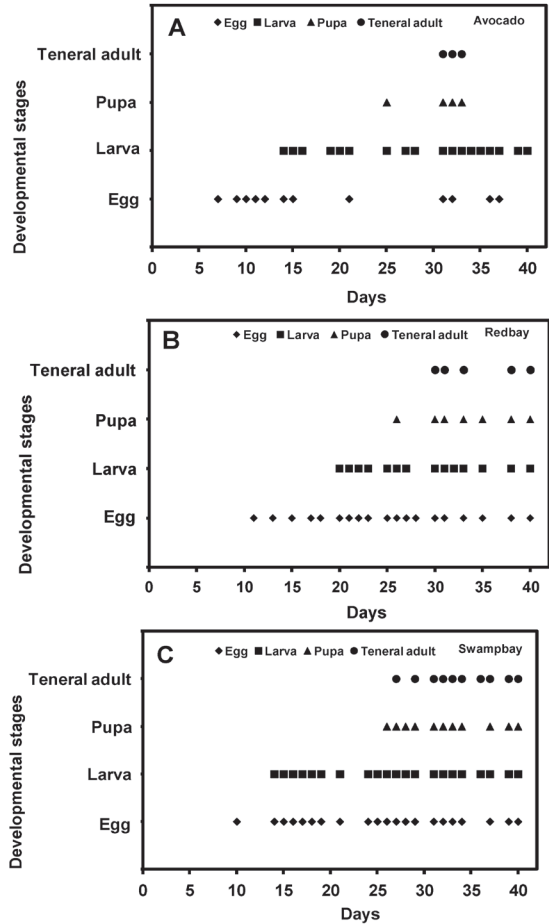 A ◆ Egg ■ Larva ▲ Pupa ● Teneral adult Avocado
Teneral adult
Pupa
Larva
Egg
Developmental stages
0 5 10 15 20 25 30 35 40
Days
B ◆ Egg ■ Larva ▲ Pupa ● Teneral adult Redbay
Teneral adult
Pupa
Larva
Egg
Developmental stages
0 5 10 15 20 25 30 35 40
Days
C ◆ Egg ■ Larva ▲ Pupa ● Teneral adult Swampbay
Teneral adult
Pupa
Larva
Egg
Developmental stages
0 5 10 15 20 25 30 35 40
Days